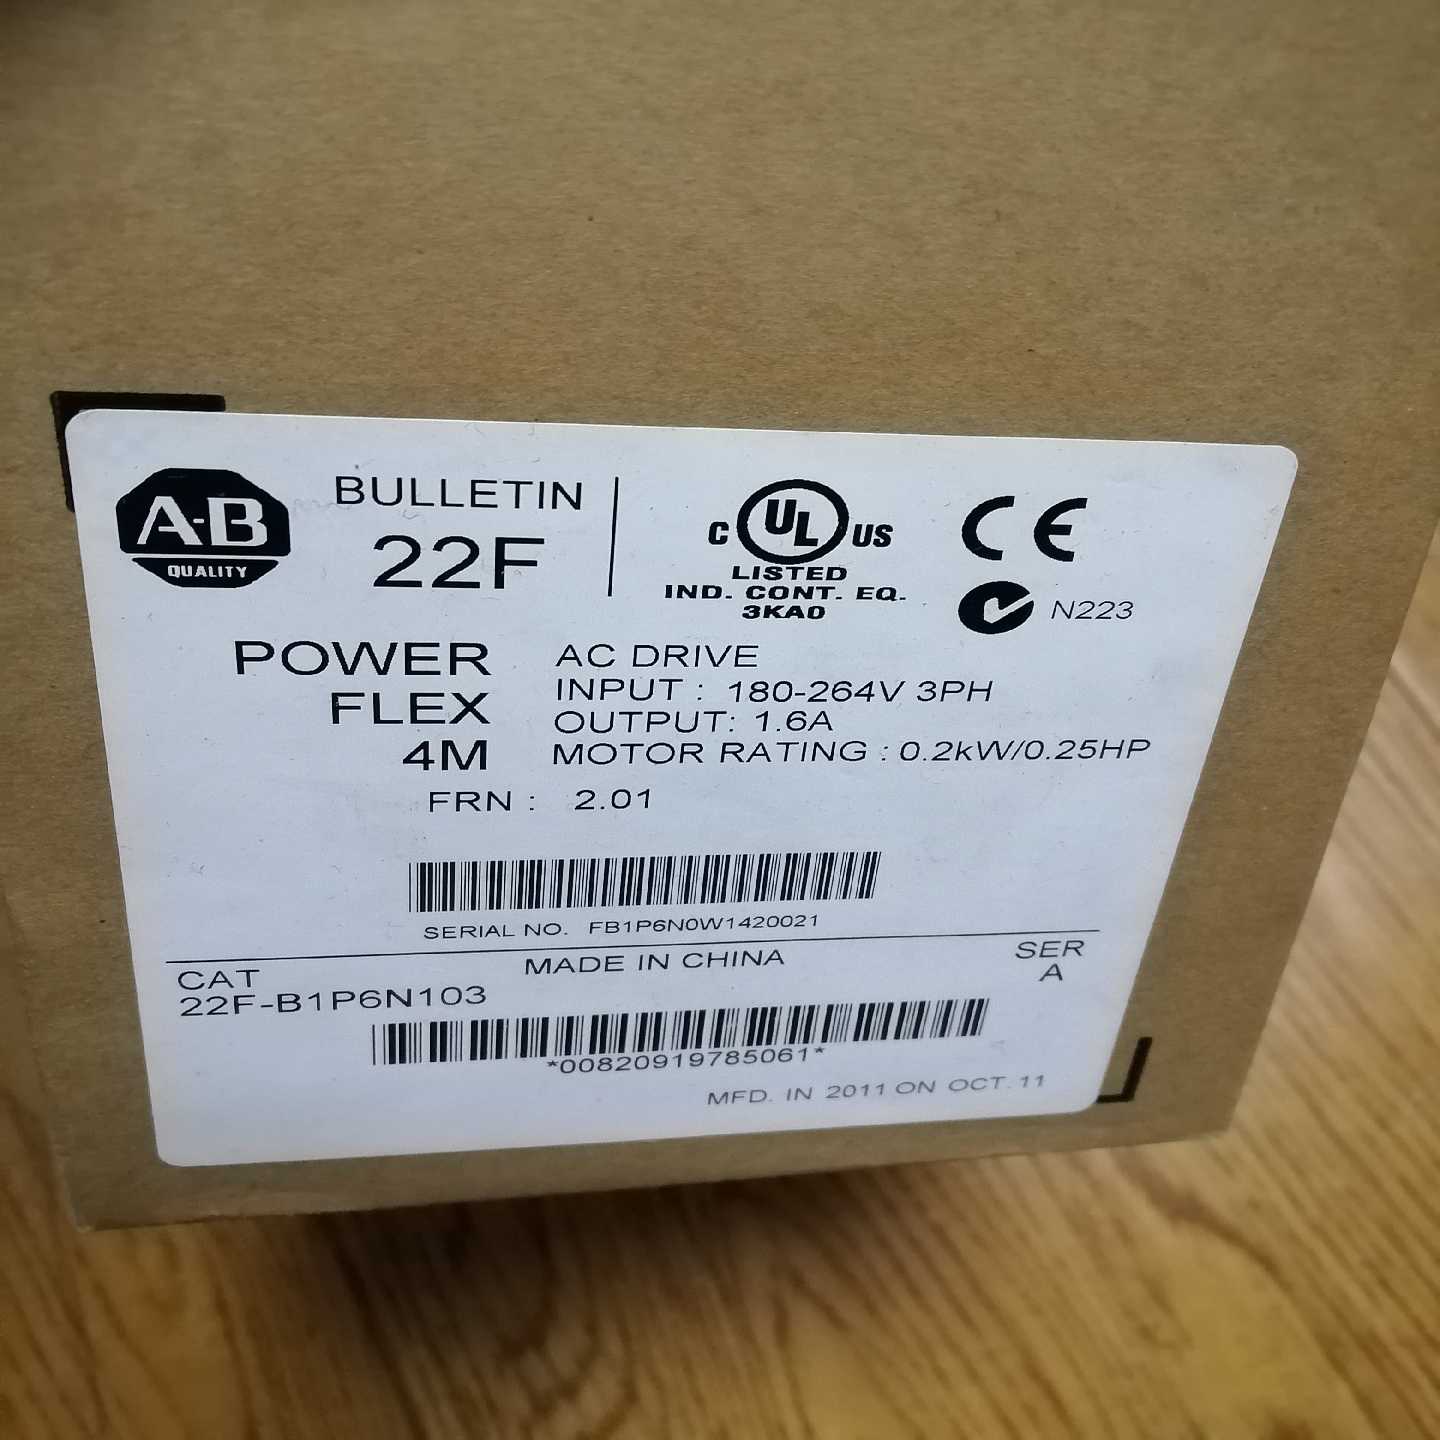 A-B
QUALITY
BULLETIN
22F
C UL US
LISTED
IND. CONT. EQ.
3KA0
CE
N223
POWER
FLEX
4M
AC DRIVE
INPUT : 180-264V 3PH
OUTPUT: 1.6A
MOTOR RATING : 0.2kW/0.25HP
FRN : 2.01
SERIAL NO. FB1P6N0W1420021
MADE IN CHINA
CAT
22F-B1P6N103
SER
A
*00820919785061*
MFD. IN 2011 ON OCT. 11